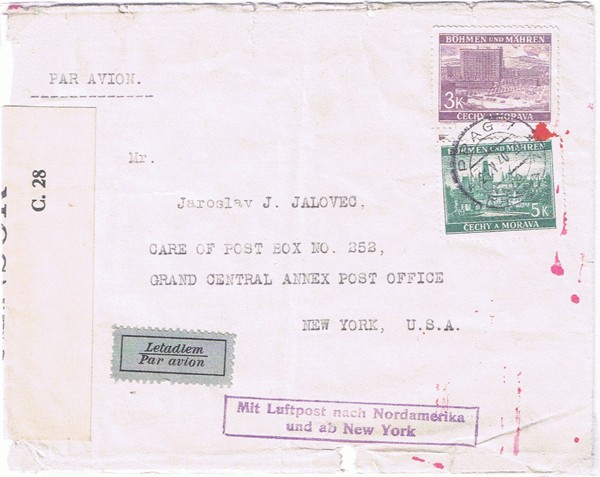 BÖHMEN UND MÄHREN
3K
ČECHY A MORAVA
PAR AVION.
BÖHMEN UND MÄHREN
5K
ČECHY A MORAVA
C. 28
Mr.
Jaroslav J. JALOVEC,
CARE OF POST BOX NO. 252,
GRAND CENTRAL ANNEX POST OFFICE
NEW YORK, U.S.A.
Letadlem
Par avion
Mit Luftpost nach Nordamerika
und ab New York